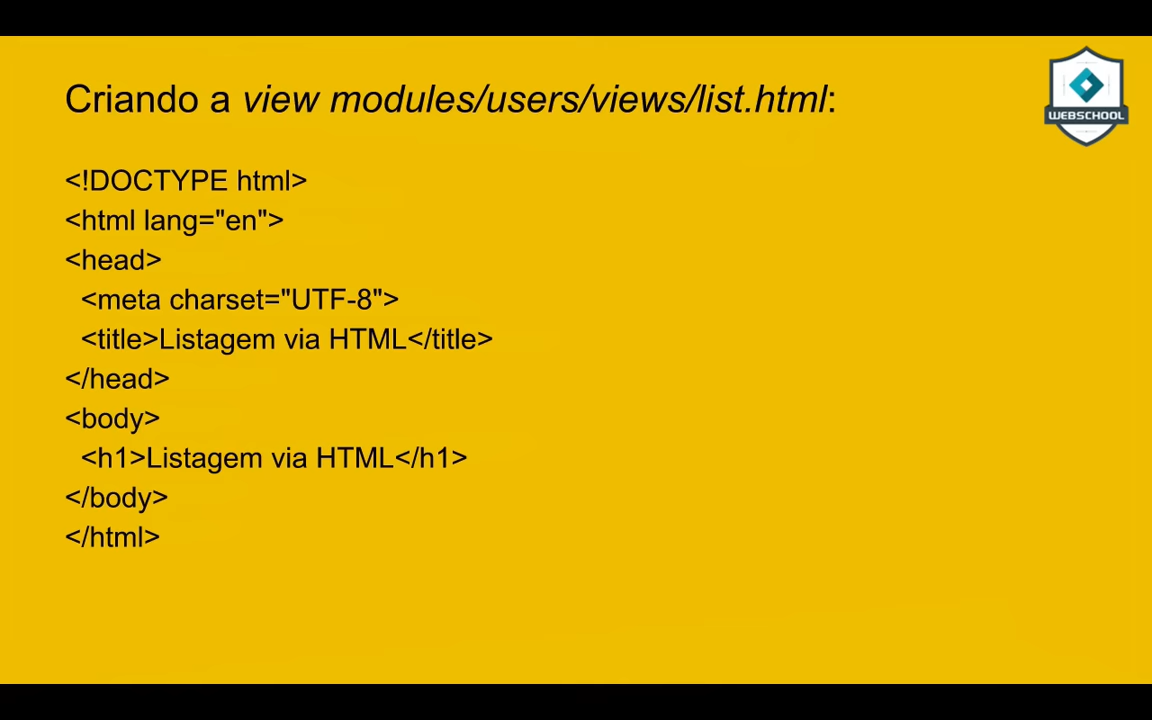 Criando a view modules/users/views/list.html:
WEBSCHOOL
<!DOCTYPE html>
<html lang="en">
<head>
<meta charset="UTF-8">
<title>Listagem via HTML</title>
</head>
<body>
<h1>Listagem via HTML</h1>
</body>
</html>